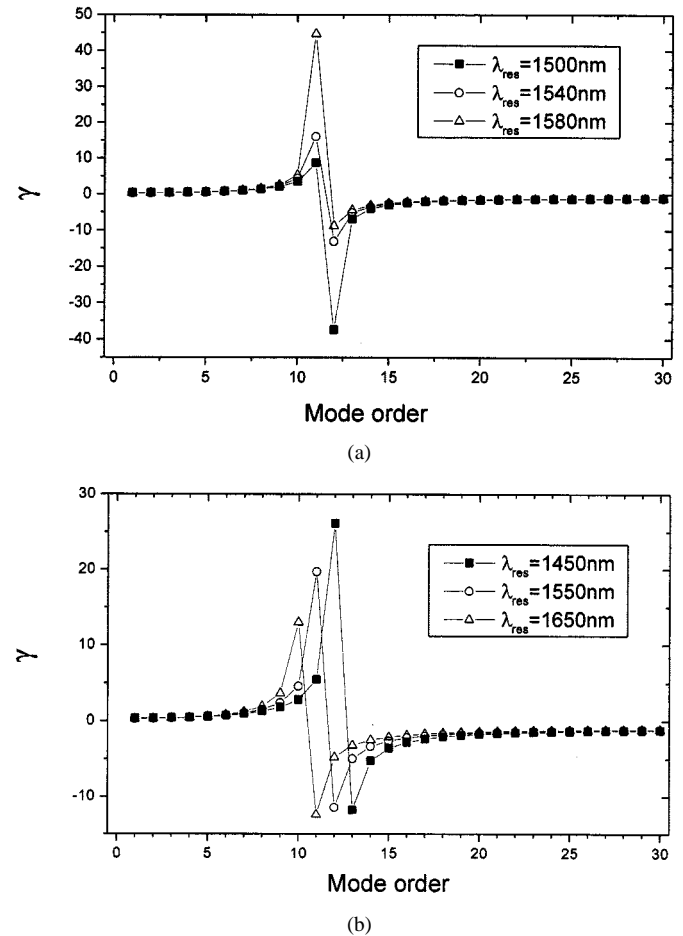 50
40
30
20
10
0
-10
-20
-30
-40
γ
λres=1500nm
λres=1540nm
λres=1580nm
0 5 10 15 20 25 30
Mode order
(a)
30
20
10
0
-10
γ
λres=1450nm
λres=1550nm
λres=1650nm
0 5 10 15 20 25 30
Mode order
(b)